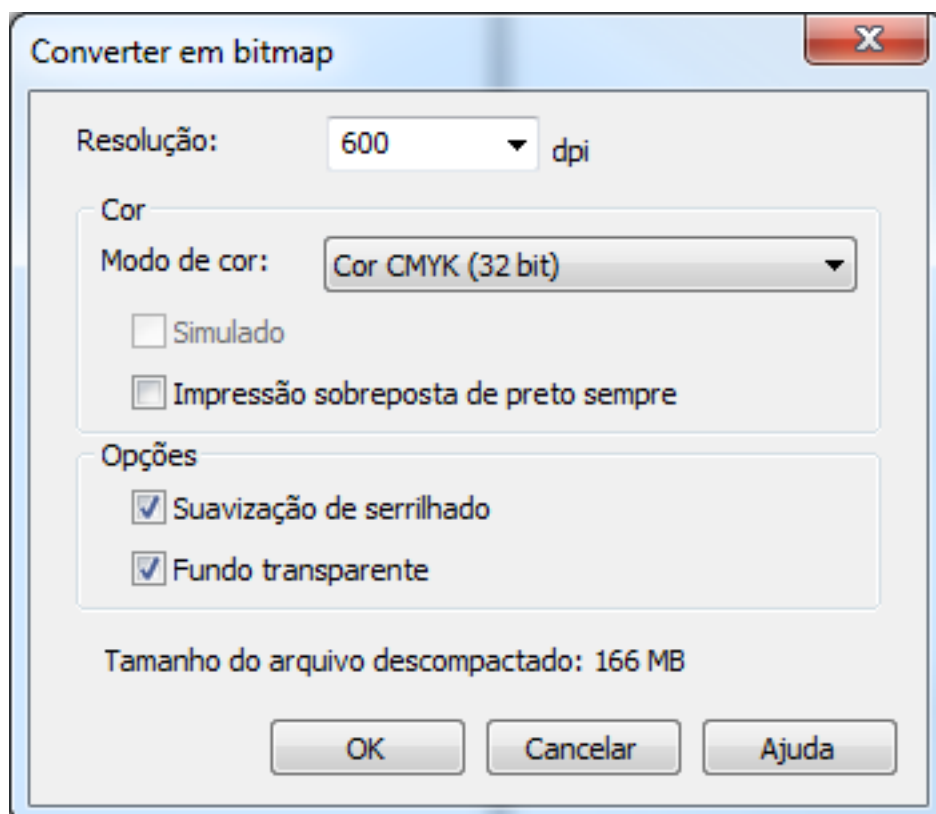 Converter em bitmap
Resolução: 600 dpi
Cor
Modo de cor: Cor CMYK (32 bit)
Simulado
Impressão sobreposta de preto sempre
Opções
Suavização de serrilhado
Fundo transparente
Tamanho do arquivo descompactado: 166 MB
OK Cancelar Ajuda